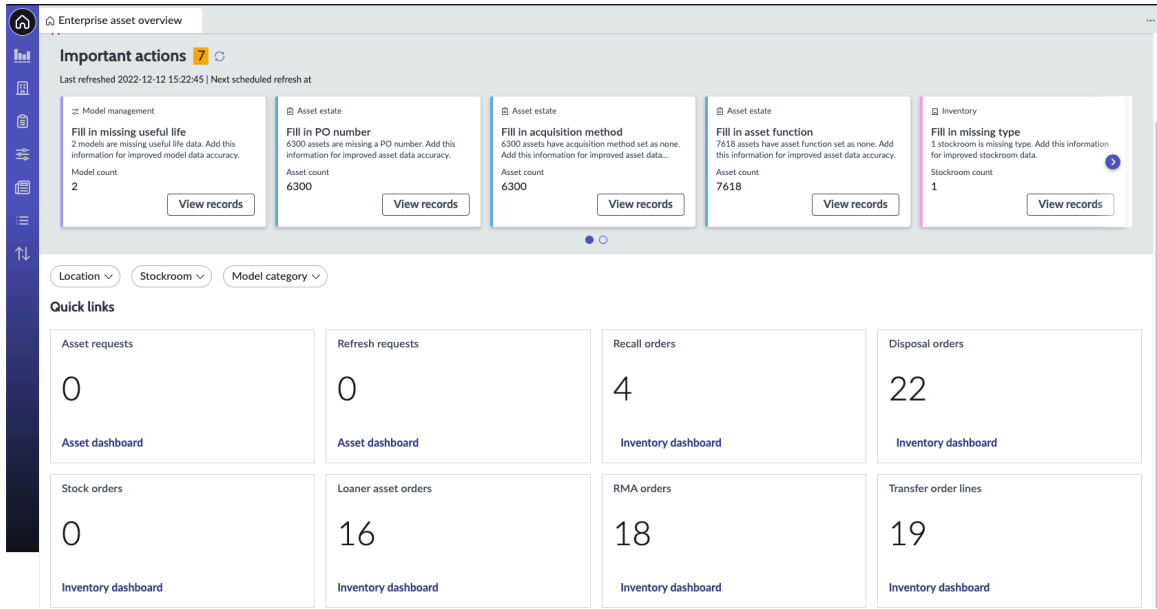 Enterprise asset overview
Important actions 7
Last refreshed 2022-12-12 15:22:45 | Next scheduled refresh at
Model management
Fill in missing useful life
2 models are missing useful life data. Add this
information for improved model data accuracy.
Model count
2
View records
Asset estate
Fill in PO number
6300 assets are missing a PO number. Add this
information for improved asset data accuracy.
Asset count
6300
View records
Asset estate
Fill in acquisition method
6300 assets have acquisition method set as none.
Add this information for improved asset data...
Asset count
6300
View records
Asset estate
Fill in asset function
7618 assets have asset function set as none. Add
this information for improved asset data accuracy.
Asset count
7618
View records
Inventory
Fill in missing type
1 stockroom is missing type. Add this information
for improved stockroom data.
Stockroom count
1
View records
Location
Stockroom
Model category
Quick links
Asset requests
0
Asset dashboard
Refresh requests
0
Asset dashboard
Recall orders
4
Inventory dashboard
Disposal orders
22
Inventory dashboard
Stock orders
0
Inventory dashboard
Loaner asset orders
16
Inventory dashboard
RMA orders
18
Inventory dashboard
Transfer order lines
19
Inventory dashboard